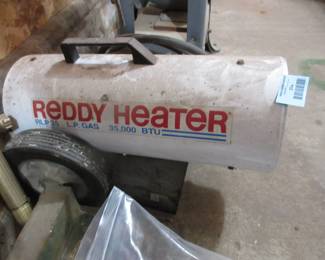 REDDY HEATER
RLP35 L.P. GAS 35,000 BTU